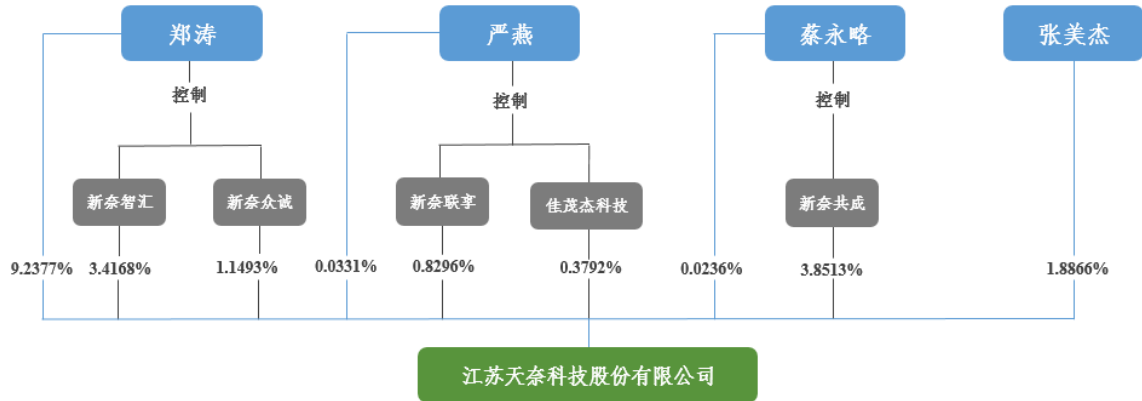 郑涛
严燕
蔡永略
张美杰
控制
控制
控制
新奈智汇
新奈众诚
新奈联享
佳茂杰科技
新奈共成
9.2377%
3.4168%
1.1493%
0.0331%
0.8296%
0.3792%
0.0236%
3.8513%
1.8866%
江苏天奈科技股份有限公司